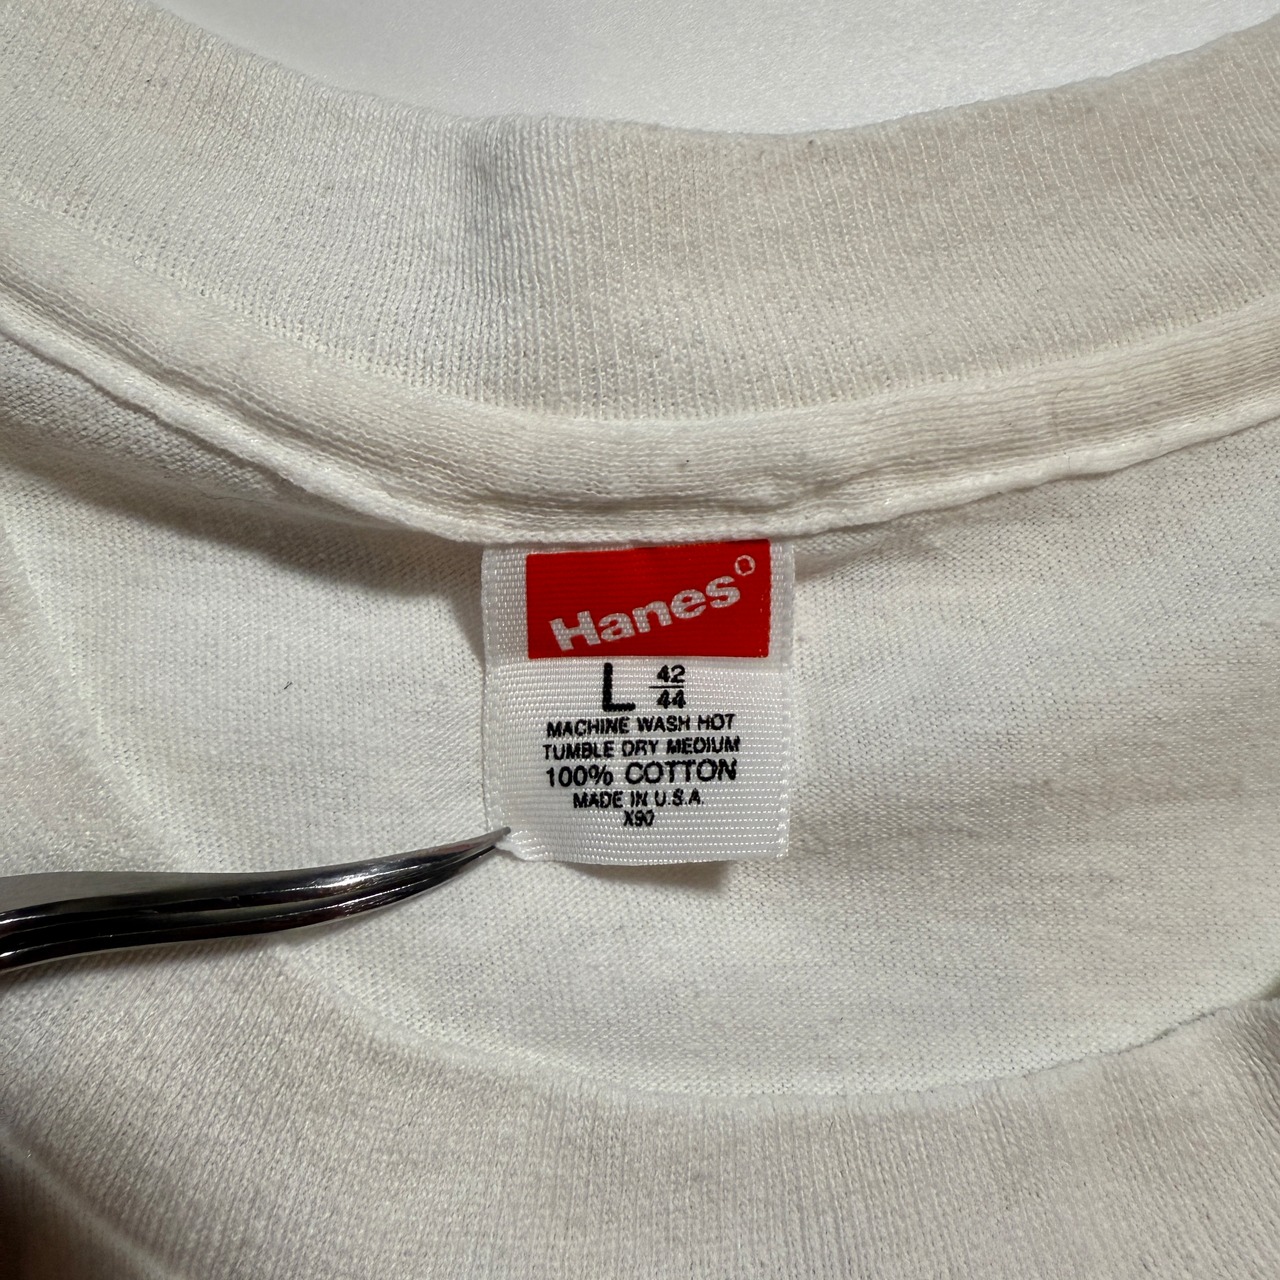 Hanes
L 42/44
MACHINE WASH HOT
TUMBLE DRY MEDIUM
100% COTTON
MADE IN U.S.A.
X90